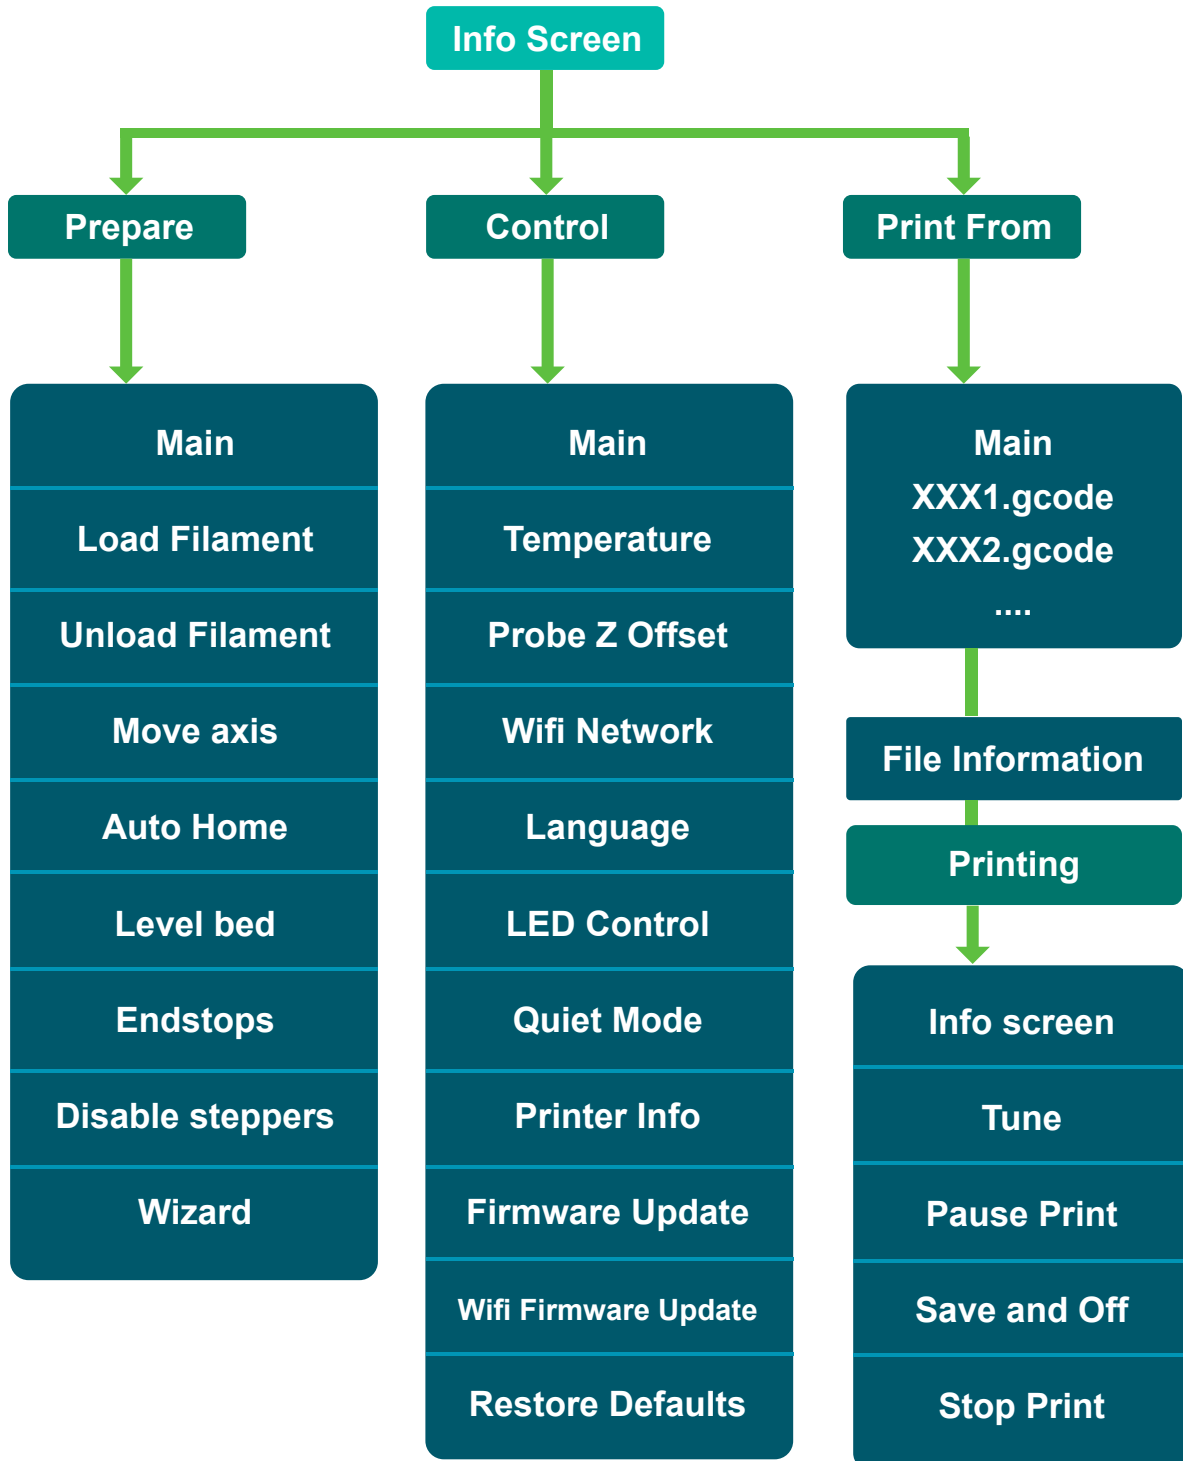 Info Screen
Prepare
Control
Print From
Main
Load Filament
Unload Filament
Move axis
Auto Home
Level bed
Endstops
Disable steppers
Wizard
Main
Temperature
Probe Z Offset
Wifi Network
Language
LED Control
Quiet Mode
Printer Info
Firmware Update
Wifi Firmware Update
Restore Defaults
Main
XXX1.gcode
XXX2.gcode
....
File Information
Printing
Info screen
Tune
Pause Print
Save and Off
Stop Print